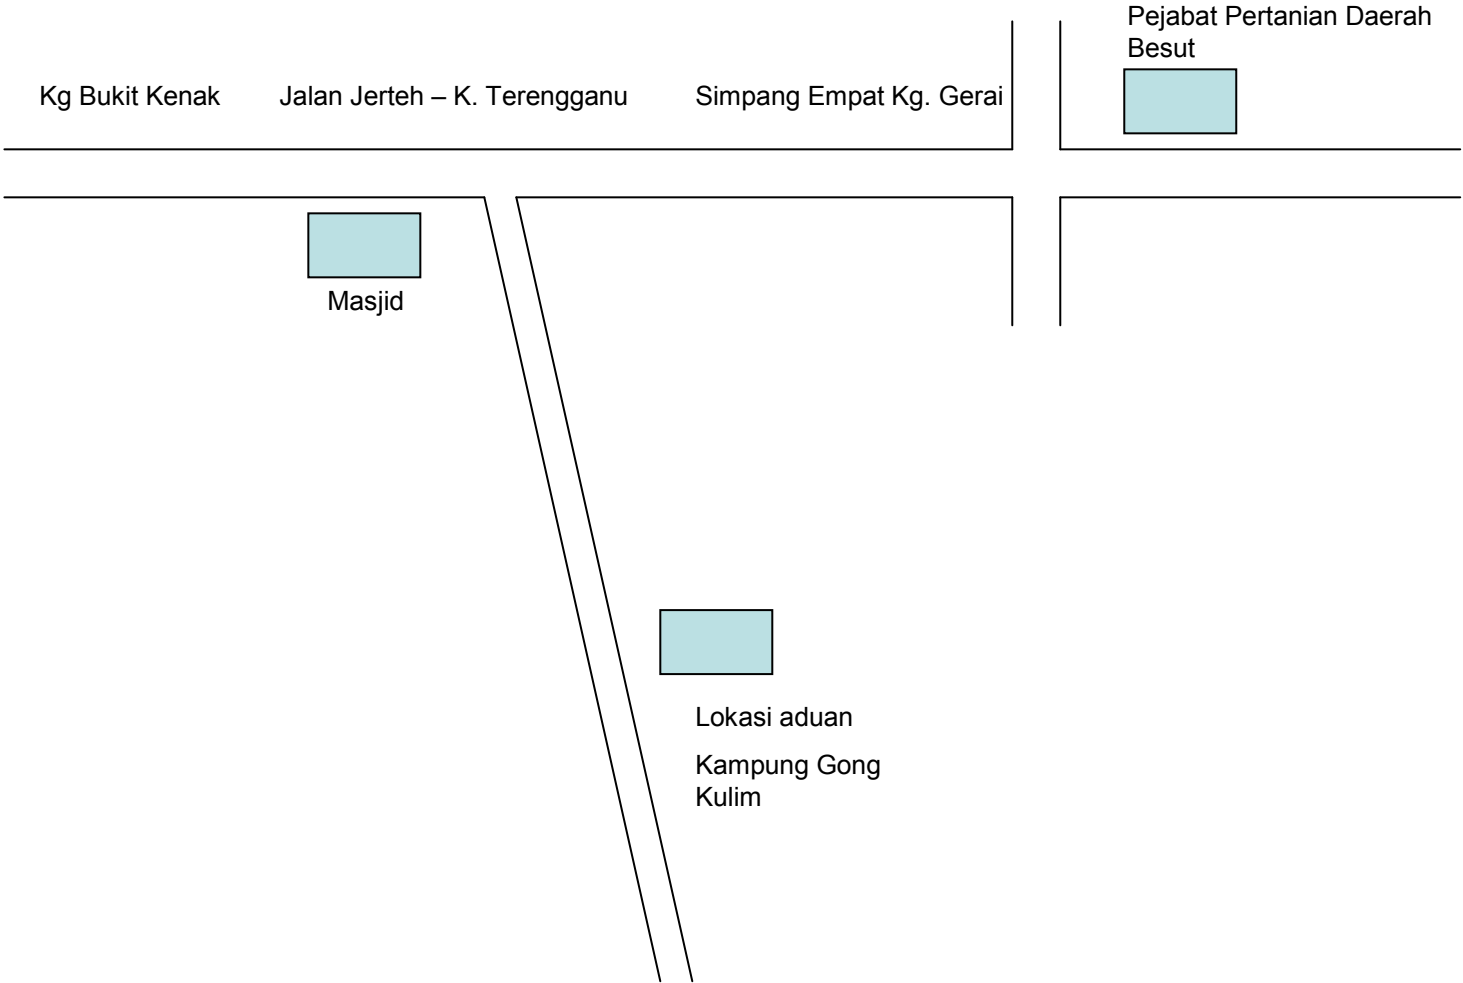 Pejabat Pertanian Daerah
Besut
Kg Bukit Kenak
Jalan Jerteh – K. Terengganu
Simpang Empat Kg. Gerai
Masjid
Lokasi aduan
Kampung Gong
Kulim